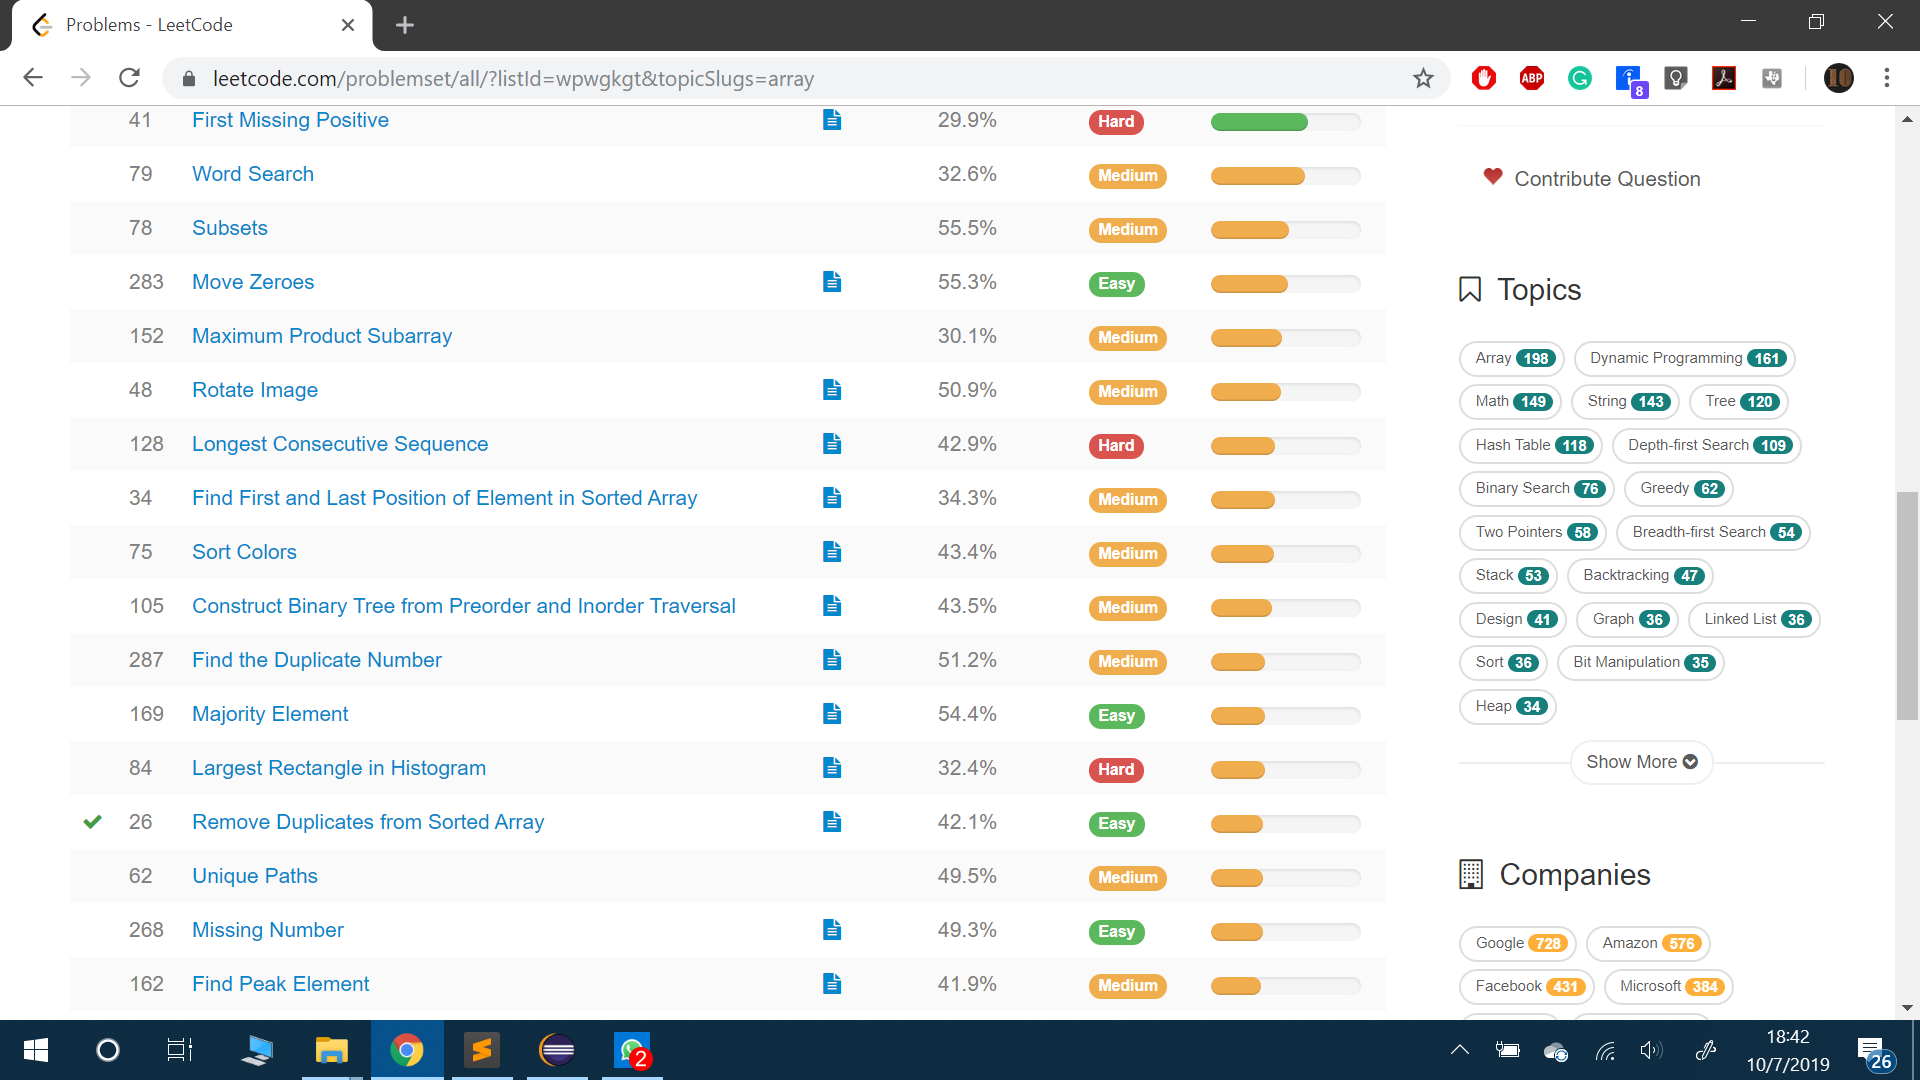 Problems - LeetCode
leetcode.com/problemset/all/?listId=wpwgkgt&topicSlugs=array
ABP
8
10
41 First Missing Positive 29.9% Hard
79 Word Search 32.6% Medium
78 Subsets 55.5% Medium
283 Move Zeroes 55.3% Easy
152 Maximum Product Subarray 30.1% Medium
48 Rotate Image 50.9% Medium
128 Longest Consecutive Sequence 42.9% Hard
34 Find First and Last Position of Element in Sorted Array 34.3% Medium
75 Sort Colors 43.4% Medium
105 Construct Binary Tree from Preorder and Inorder Traversal 43.5% Medium
287 Find the Duplicate Number 51.2% Medium
169 Majority Element 54.4% Easy
84 Largest Rectangle in Histogram 32.4% Hard
26 Remove Duplicates from Sorted Array 42.1% Easy
62 Unique Paths 49.5% Medium
268 Missing Number 49.3% Easy
162 Find Peak Element 41.9% Medium
Contribute Question
Topics
Array 198 Dynamic Programming 161
Math 149 String 143 Tree 120
Hash Table 118 Depth-first Search 109
Binary Search 76 Greedy 62
Two Pointers 58 Breadth-first Search 54
Stack 53 Backtracking 47
Design 41 Graph 36 Linked List 36
Sort 36 Bit Manipulation 35
Heap 34
Show More
Companies
Google 728 Amazon 576
Facebook 431 Microsoft 384
2
18:42
10/7/2019
26